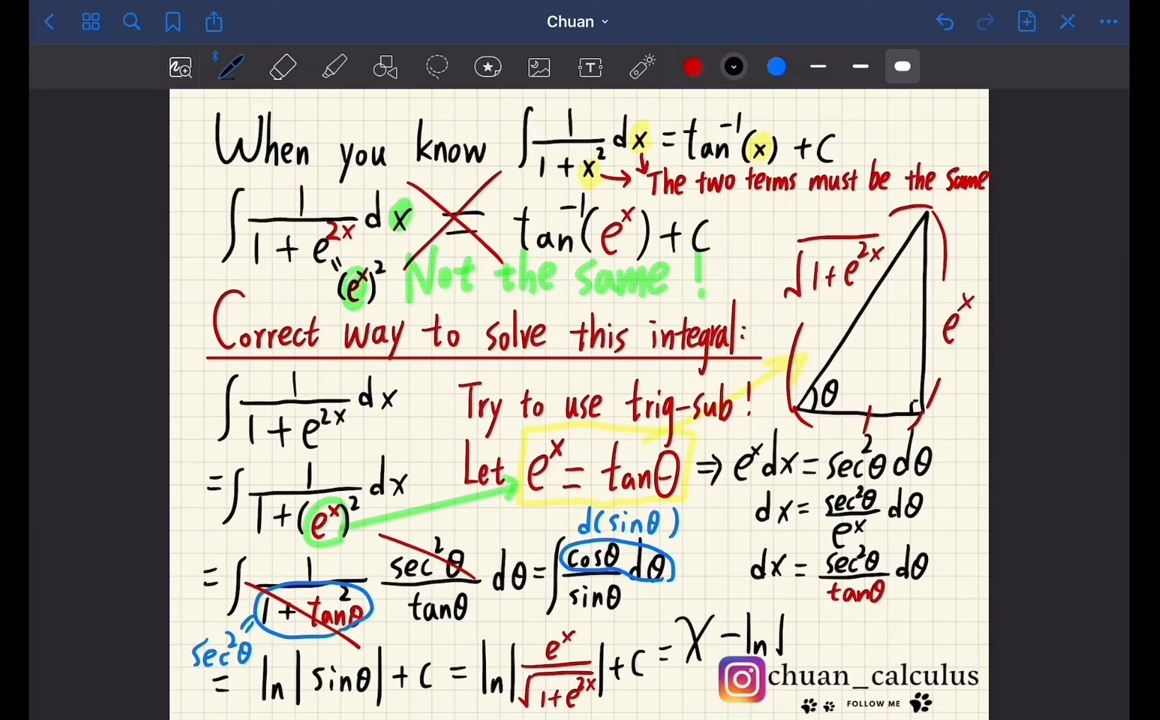 Chuan
When you know ∫ 1/(1+x²) dx = tan⁻¹(x) + C
→ The two terms must be the same
∫ 1/(1+e^(2x)) dx = tan⁻¹(e^x) + C
"(e^x)² Not the same!
√(1+e^(2x))
e^x
θ
Correct way to solve this integral:
∫ 1/(1+e^(2x)) dx
Try to use trig-sub!
= ∫ 1/(1+(e^x)²) dx
Let e^x = tanθ ⇒ e^x dx = sec²θ dθ
dx = sec²θ/e^x dθ
dx = sec²θ/tanθ dθ
d(sinθ)
= ∫ 1/(1+tan²θ) sec²θ/tanθ dθ = ∫ cosθ dθ/sinθ
sec²θ =
= ln|sinθ| + C = ln|e^x/√(1+e^(2x))| + C = x − ln√
chuan_calculus
FOLLOW ME